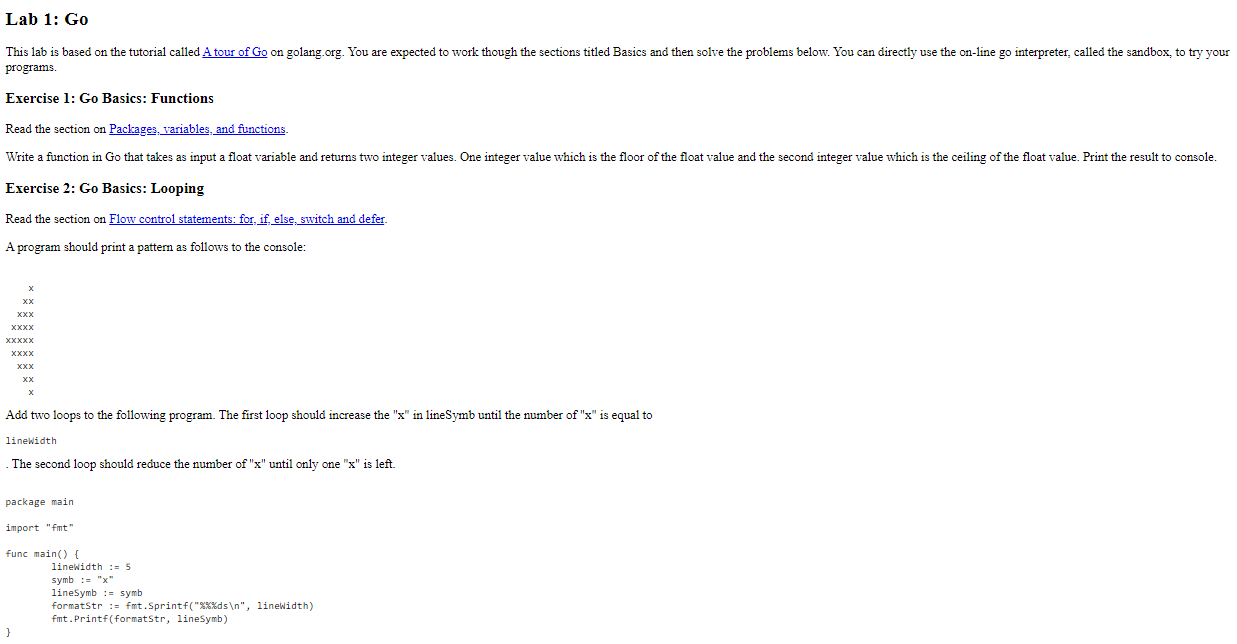 Lab 1: Go
This lab is based on the tutorial called A tour of Go on golang.org. You are expected to work though the sections titled Basics and then solve the problems below. You can directly use the on-line go interpreter, called the sandbox, to try your
programs.
Exercise 1: Go Basics: Functions
Read the section on Packages, variables, and functions.
Write a function in Go that takes as input a float variable and returns two integer values. One integer value which is the floor of the float value and the second integer value which is the ceiling of the float value. Print the result to console.
Exercise 2: Go Basics: Looping
Read the section on Flow control statements: for, if, else, switch and defer.
A program should print a pattern as follows to the console:
    x
   xx
  xxx
 xxxx
xxxxx
 xxxx
  xxx
   xx
    x
Add two loops to the following program. The first loop should increase the "x" in lineSymb until the number of "x" is equal to
lineWidth
. The second loop should reduce the number of "x" until only one "x" is left.
package main
import "fmt"
func main() {
        lineWidth := 5
        symb := "x"
        lineSymb := symb
        formatStr := fmt.Sprintf("%%%ds\n", lineWidth)
        fmt.Printf(formatStr, lineSymb)
}